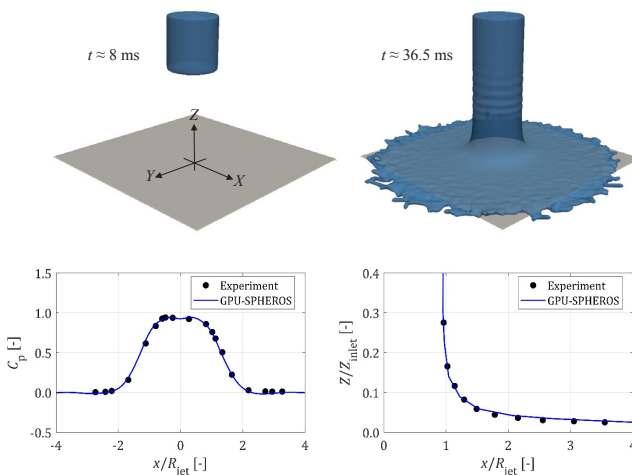 t ≈ 8 ms
t ≈ 36.5 ms
Z
Y
X
1.5
1.0
0.5
0.0
-0.5
C_p [-]
Experiment
GPU-SPHEROS
-4
-2
0
2
4
x/R_jet [-]
0.4
0.3
0.2
0.1
0.0
Z/Z_inlet [-]
Experiment
GPU-SPHEROS
0
1
2
3
4
x/R_jet [-]